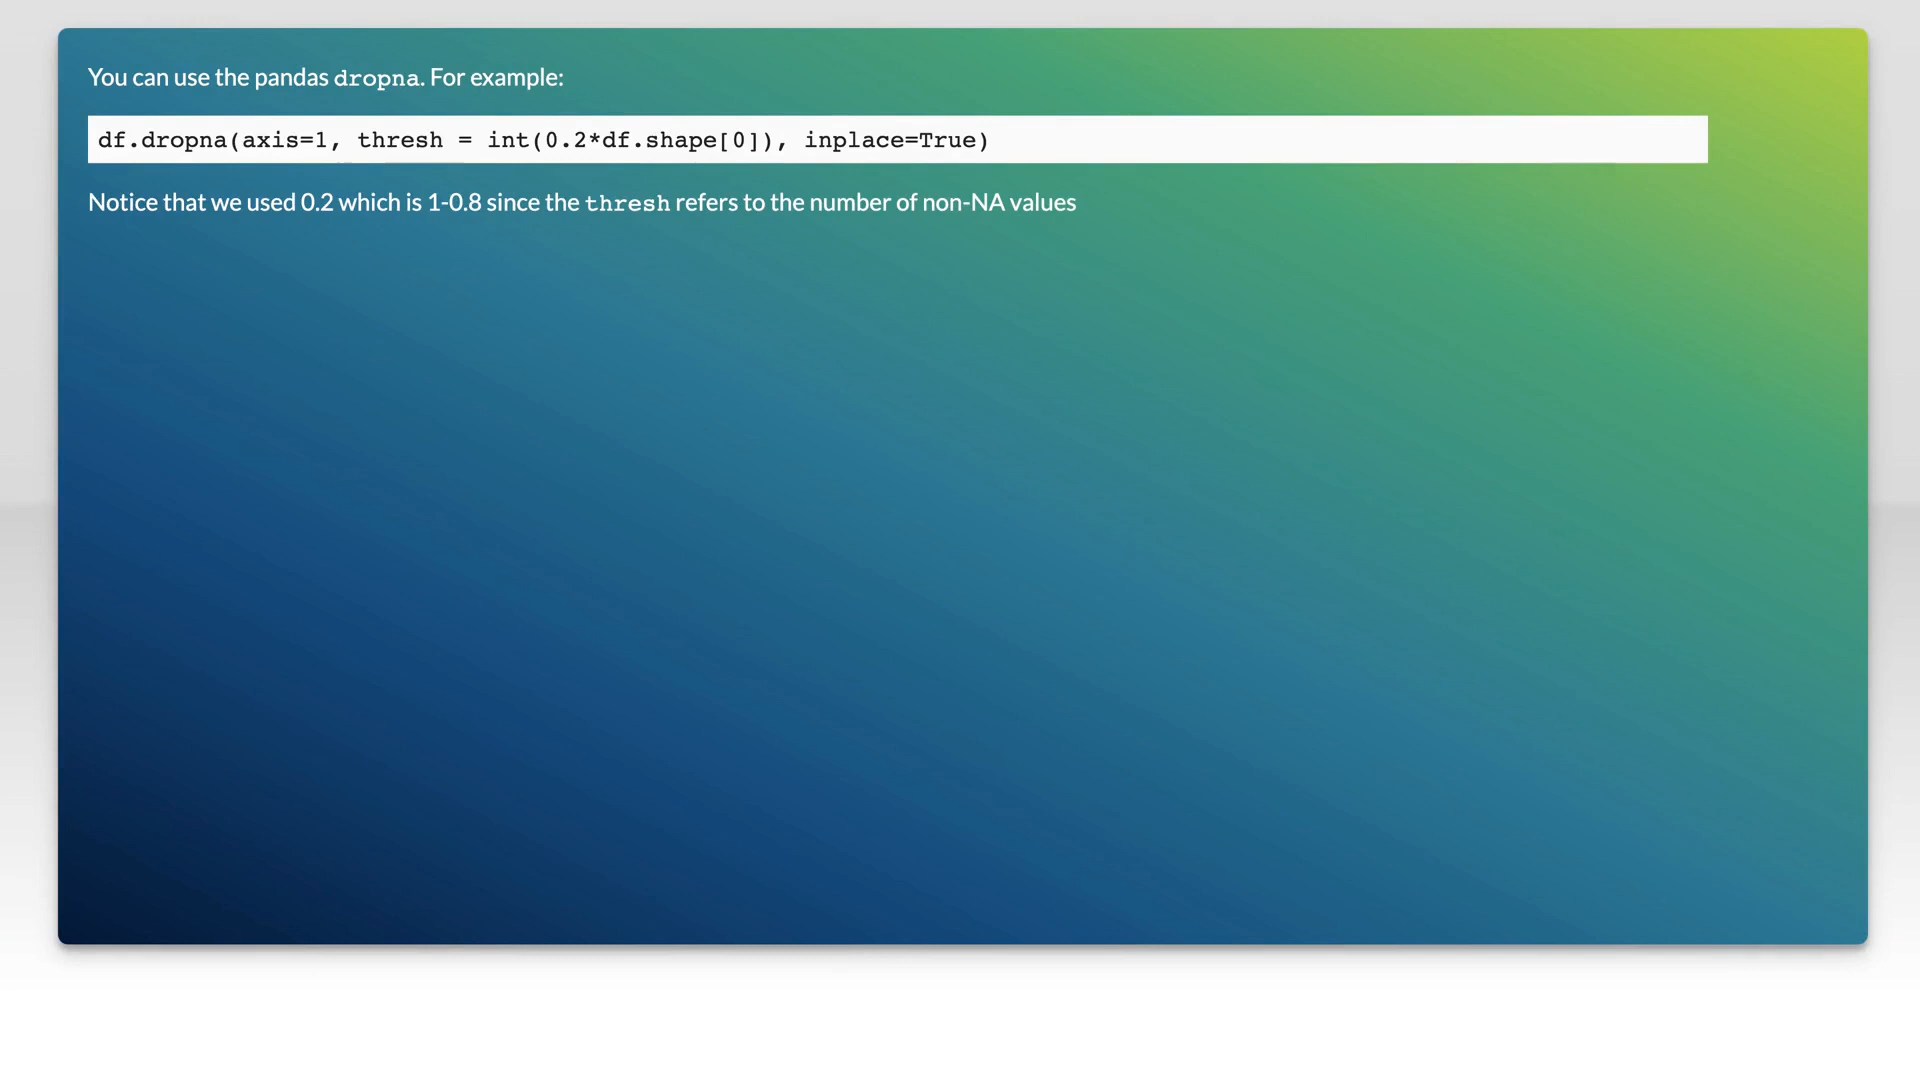 You can use the pandas dropna. For example:
df.dropna(axis=1, thresh = int(0.2*df.shape[0]), inplace=True)
Notice that we used 0.2 which is 1-0.8 since the thresh refers to the number of non-NA values